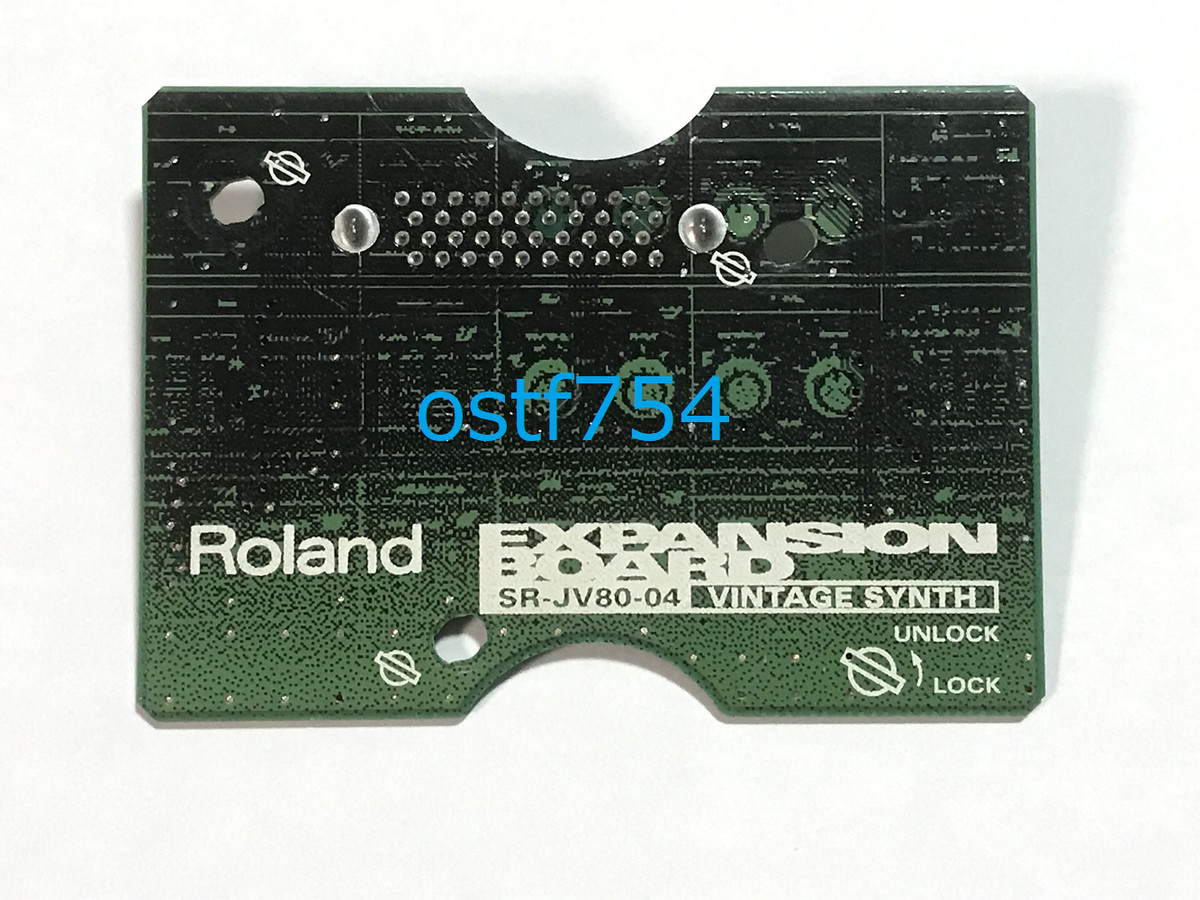 ostf754
Roland
EXPANSION
BOARD
SR-JV80-04 VINTAGE SYNTH
UNLOCK
LOCK